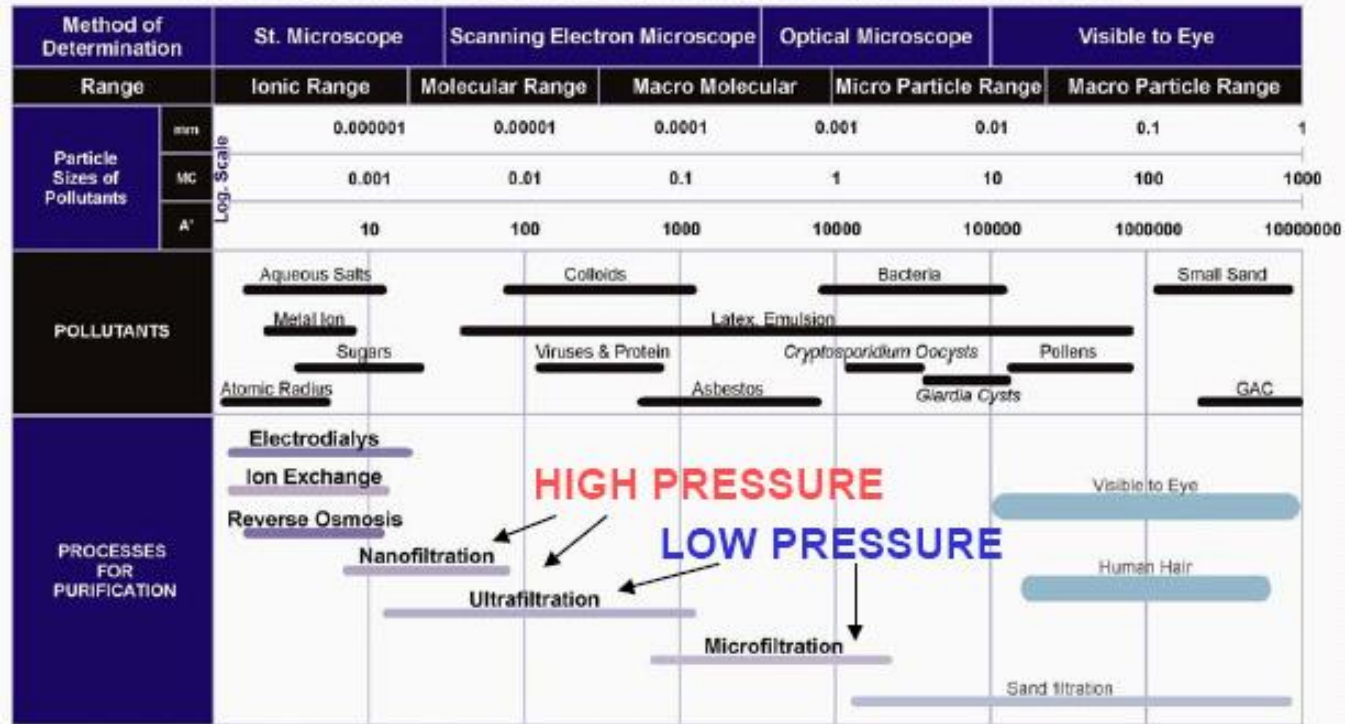 Method of Determination St. Microscope Scanning Electron Microscope Optical Microscope Visible to Eye
Range Ionic Range Molecular Range Macro Molecular Micro Particle Range Macro Particle Range
Particle Sizes of Pollutants
Log. Scale
mm 0.000001 0.00001 0.0001 0.001 0.01 0.1 1
MC 0.001 0.01 0.1 1 10 100 1000
A' 10 100 1000 10000 100000 1000000 10000000
POLLUTANTS
Aqueous Salts Colloids Bacteria Small Sand
Metal Ion Latex, Emulsion
Sugars Viruses & Protein Cryptosporidium Oocysts Pollens
Atomic Radius Asbestos Giardia Cysts GAC
PROCESSES FOR PURIFICATION
Electrodialys
Ion Exchange HIGH PRESSURE Visible to Eye
Reverse Osmosis
Nanofiltration LOW PRESSURE Human Hair
Ultrafiltration
Microfiltration
Sand filtration